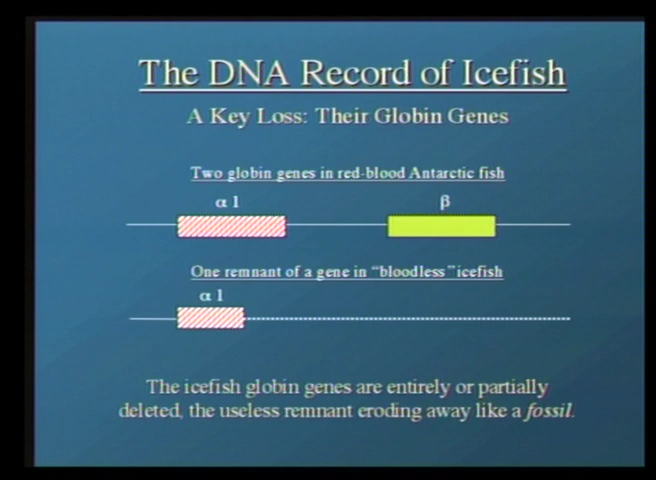 The DNA Record of Icefish
A Key Loss: Their Globin Genes
Two globin genes in red-blood Antarctic fish
α 1 β
One remnant of a gene in “bloodless” icefish
α 1
The icefish globin genes are entirely or partially
deleted, the useless remnant eroding away like a fossil.